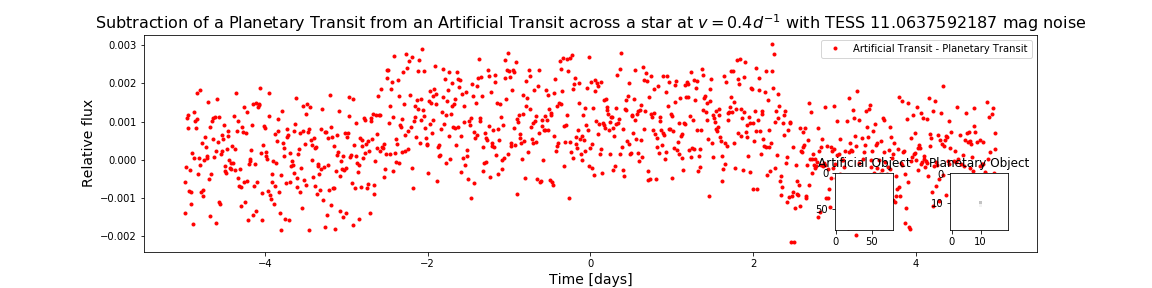 Subtraction of a Planetary Transit from an Artificial Transit across a star at v = 0.4d⁻¹ with TESS 11.0637592187 mag noise
Artificial Transit - Planetary Transit
Relative flux
0.003
0.002
0.001
0.000
−0.001
−0.002
Artificial Object
0
50
0 50
Planetary Object
0
10
0 10
−4 −2 0 2 4
Time [days]